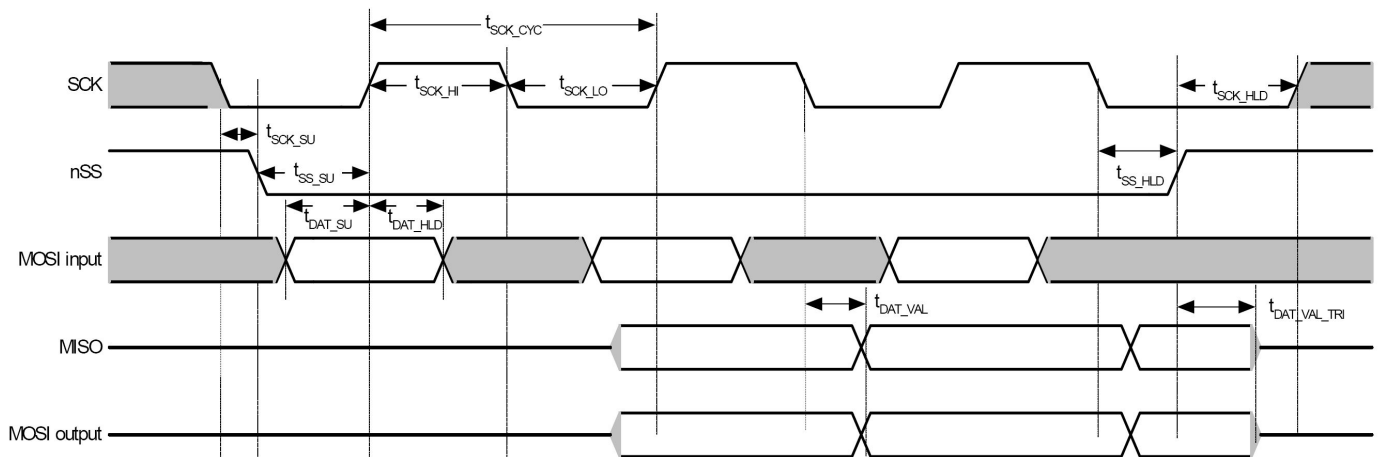 tSCK_CYC
SCK
tSCK_HI
tSCK_LO
tSCK_HLD
tSCK_SU
nSS
tSS_SU
tSS_HLD
tDAT_SU
tDAT_HLD
MOSI input
tDAT_VAL
tDAT_VAL_TRI
MISO
MOSI output